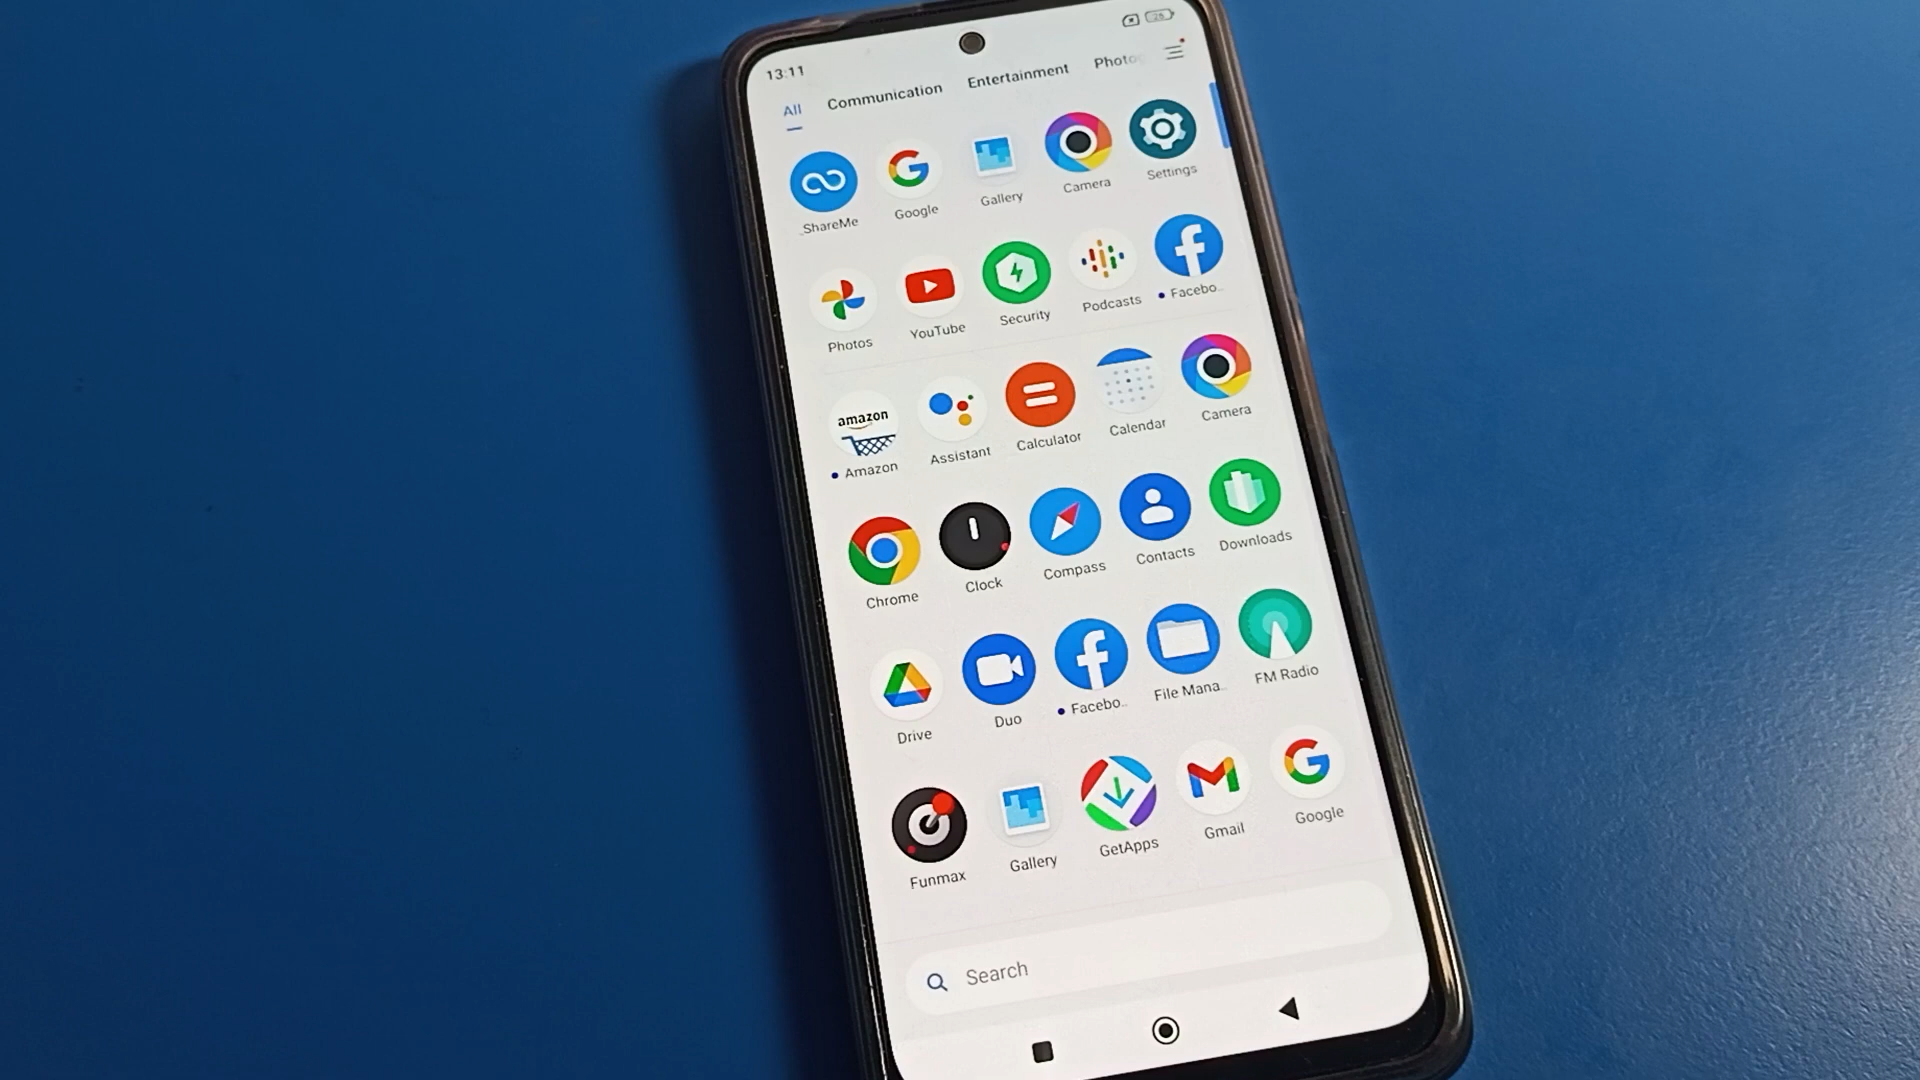 13:11
All Communication Entertainment Photo
ShareMe Google Gallery Camera Settings
Photos YouTube Security Podcasts Facebo..
amazon
Amazon Assistant Calculator Calendar Camera
Chrome Clock Compass Contacts Downloads
Drive Duo Facebo.. File Mana.. FM Radio
Funmax Gallery GetApps Gmail Google
Search